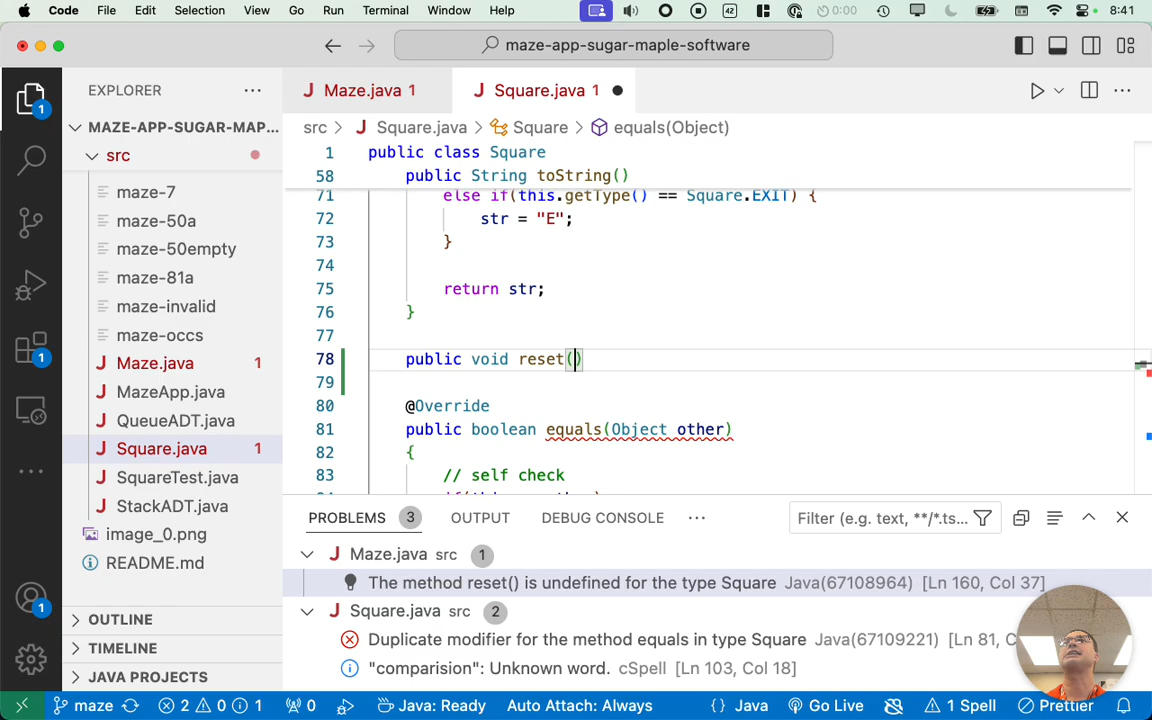 Code File Edit Selection View Go Run Terminal Window Help 42 0:00 8:41
maze-app-sugar-maple-software
EXPLORER
MAZE-APP-SUGAR-MAP...
src
maze-7
maze-50a
maze-50empty
maze-81a
maze-invalid
maze-occs
Maze.java 1
MazeApp.java
QueueADT.java
Square.java 1
SquareTest.java
StackADT.java
image_0.png
README.md
OUTLINE
TIMELINE
JAVA PROJECTS
1
1
1
Maze.java 1 Square.java 1
src > Square.java > Square > equals(Object)
1 public class Square
58 public String toString()
71 else if(this.getType() == Square.EXIT) {
72 str = "E";
73 }
74
75 return str;
76 }
77
78 public void reset()
79
80 @Override
81 public boolean equals(Object other)
82 {
83 // self check
PROBLEMS 3 OUTPUT DEBUG CONSOLE Filter (e.g. text, **/*.ts...
Maze.java src 1
The method reset() is undefined for the type Square Java(67108964) [Ln 160, Col 37]
Square.java src 2
Duplicate modifier for the method equals in type Square Java(67109221) [Ln 81, C
"comparision": Unknown word. cSpell [Ln 103, Col 18]
maze 2 0 1 0 Java: Ready Auto Attach: Always {} Java Go Live 1 Spell Prettier